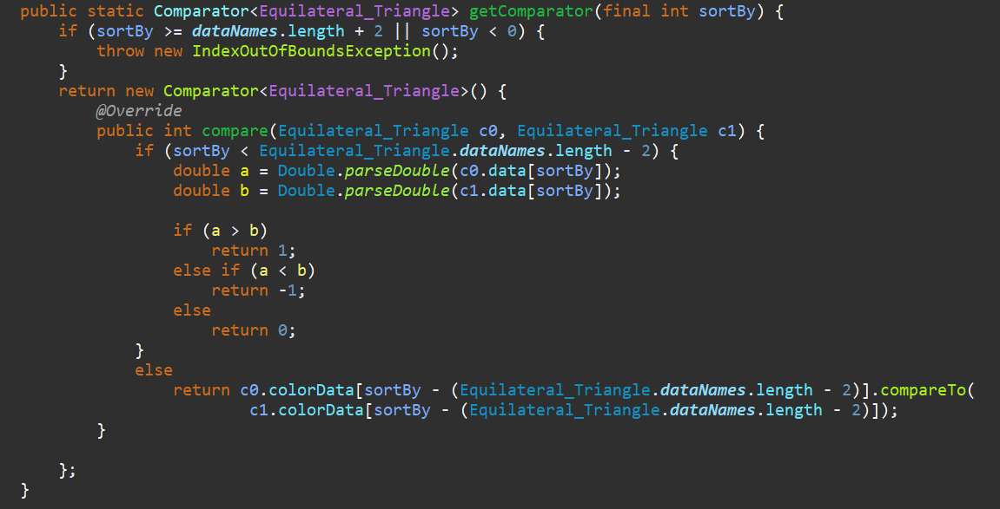 public static Comparator<Equilateral_Triangle> getComparator(final int sortBy) {
    if (sortBy >= dataNames.length + 2 || sortBy < 0) {
        throw new IndexOutOfBoundsException();
    }
    return new Comparator<Equilateral_Triangle>() {
        @Override
        public int compare(Equilateral_Triangle c0, Equilateral_Triangle c1) {
            if (sortBy < Equilateral_Triangle.dataNames.length - 2) {
                double a = Double.parseDouble(c0.data[sortBy]);
                double b = Double.parseDouble(c1.data[sortBy]);

                if (a > b)
                    return 1;
                else if (a < b)
                    return -1;
                else
                    return 0;
            }
            else
                return c0.colorData[sortBy - (Equilateral_Triangle.dataNames.length - 2)].compareTo(
                        c1.colorData[sortBy - (Equilateral_Triangle.dataNames.length - 2)]);
        }

    };
}